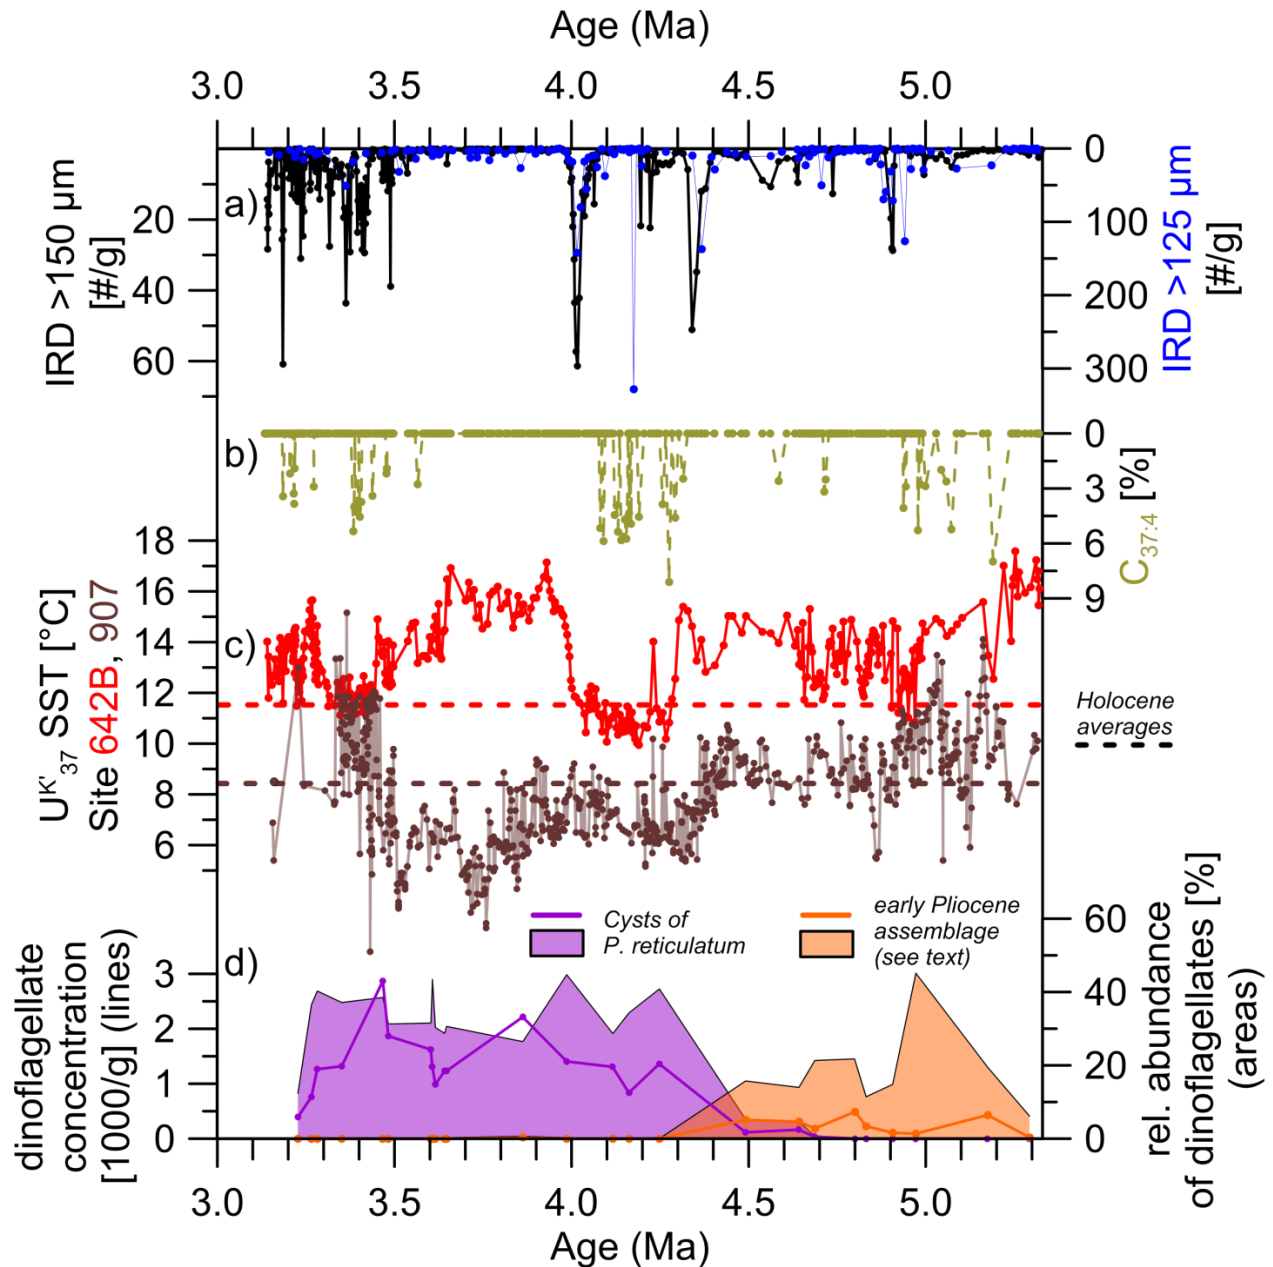 Age (Ma)
3.0 3.5 4.0 4.5 5.0
a)
IRD >150 µm
[#/g]
20
40
60
0
100
200
300
IRD >125 µm
[#/g]
b)
0
3
6
9
C37:4 [%]
c)
18
16
14
12
10
8
6
UK'37 SST [°C]
Site 642B, 907
Holocene
averages
d)
Cysts of
P. reticulatum
early Pliocene
assemblage
(see text)
dinoflagellate
concentration
[1000/g] (lines)
3
2
1
0
60
40
20
0
rel. abundance
of dinoflagellates [%]
(areas)
3.0 3.5 4.0 4.5 5.0
Age (Ma)